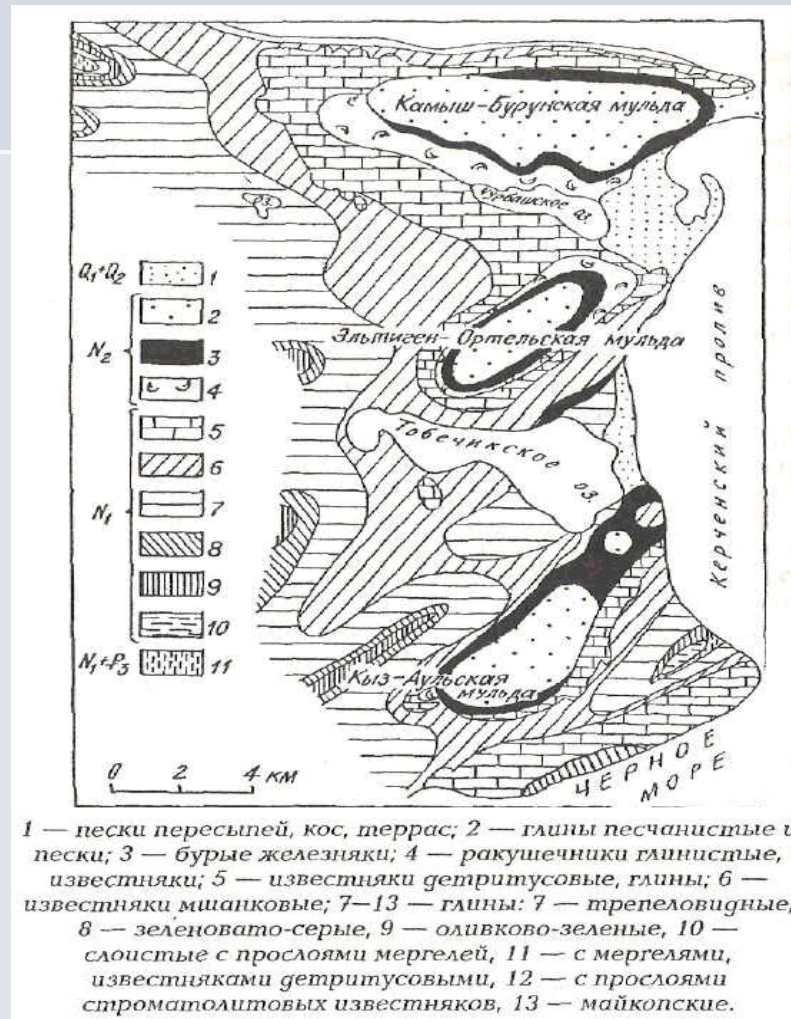 Камыш-Бурунская мульда
оз.
Чурбашское оз.
Q₁+Q₂
1
2
N₂
3
4
Эльтиген-Ортельская мульда
5
Тобечикское оз.
6
N₁
7
8
9
10
N₁+P₃
11
Керченский пролив
Кыз-Аульская
мульда
0 2 4 км
ЧЕРНОЕ
МОРЕ
1 — пески пересыпей, кос, террас; 2 — глины песчанистые и
пески; 3 — бурые железняки; 4 — ракушечники глинистые,
известняки; 5 — известняки детритусовые, глины; 6 —
известняки мшанковые; 7–13 — глины: 7 — трепеловидные,
8 — зеленовато-серые, 9 — оливково-зеленые, 10 —
слоистые с прослоями мергелей, 11 — с мергелями,
известняками детритусовыми, 12 — с прослоями
строматолитовых известняков, 13 — майкопские.